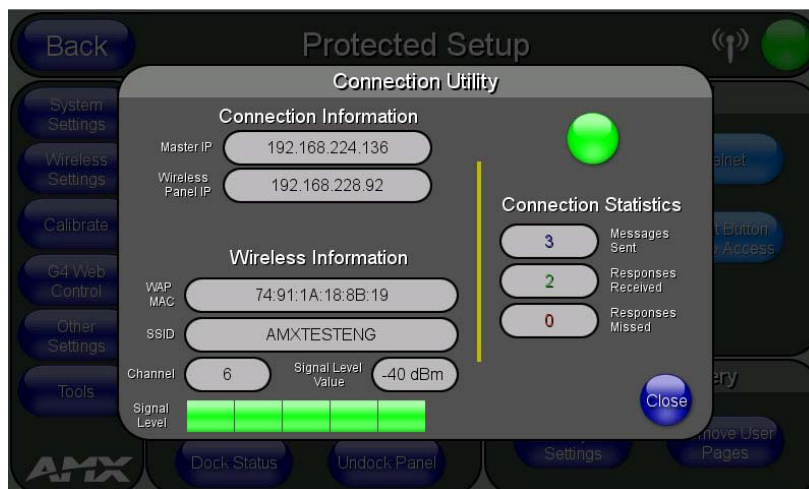 Back
Protected Setup
Connection Utility
System
Settings
Connection Information
Master IP
192.168.224.136
Wireless
Panel IP
192.168.228.92
Wireless
Settings
Connection Statistics
3
Messages
Sent
Calibrate
Wireless Information
2
Responses
Received
G4 Web
Control
WAP
MAC
74:91:1A:18:8B:19
0
Responses
Missed
Other
Settings
SSID
AMXTESTENG
Channel
6
Signal Level
Value
-40 dBm
Tools
Signal
Level
Close
AMX
Dock Status
Undock Panel
Settings
Pages